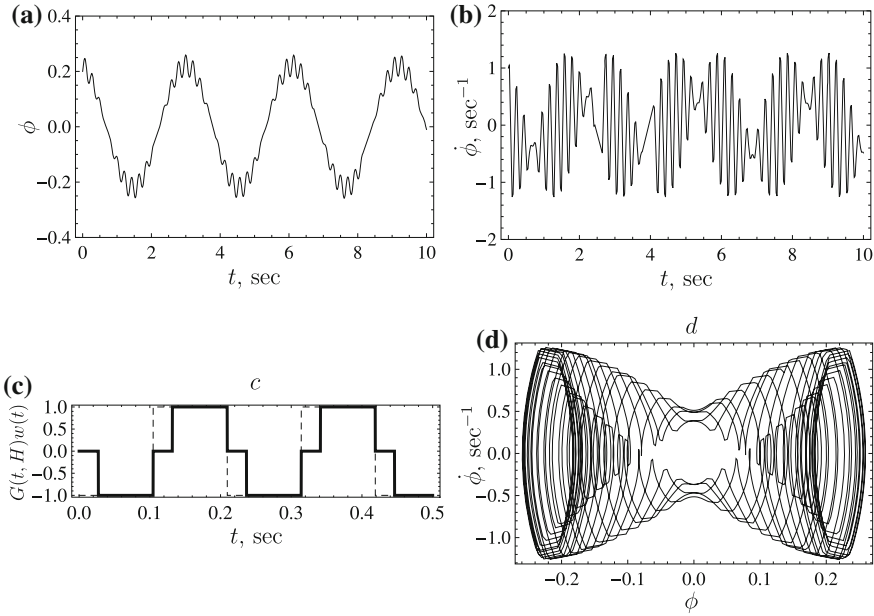 (a)
0.4
0.2
0.0
−0.2
−0.4
ϕ
0 2 4 6 8 10
t, sec
(b)
2
1
0
−1
−2
ϕ̇, sec⁻¹
0 2 4 6 8 10
t, sec
(c)
c
1.0
0.5
0.0
−0.5
−1.0
G(t, H)w(t)
0.0 0.1 0.2 0.3 0.4 0.5
t, sec
(d)
d
1.0
0.5
0.0
−0.5
−1.0
ϕ̇, sec⁻¹
−0.2 −0.1 0.0 0.1 0.2
ϕ